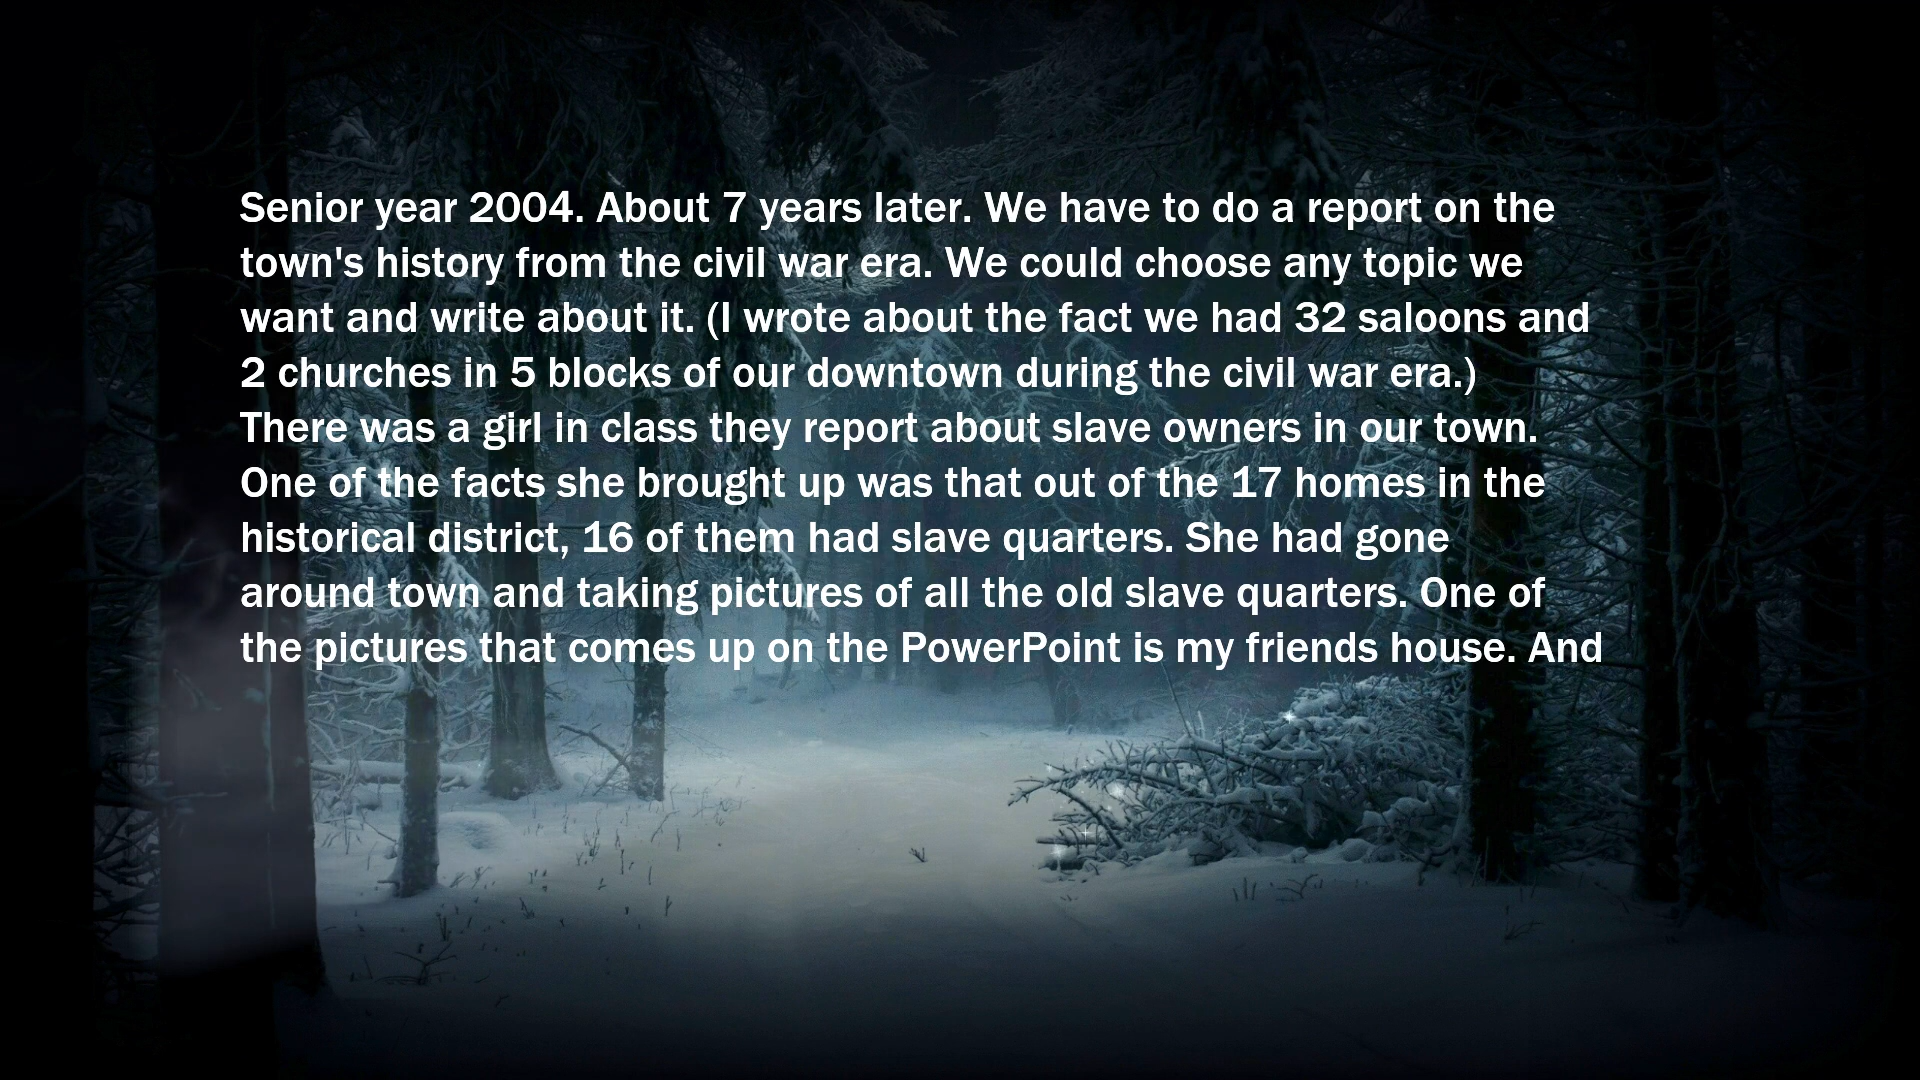 Senior year 2004. About 7 years later. We have to do a report on the
town's history from the civil war era. We could choose any topic we
want and write about it. (I wrote about the fact we had 32 saloons and
2 churches in 5 blocks of our downtown during the civil war era.)
There was a girl in class they report about slave owners in our town.
One of the facts she brought up was that out of the 17 homes in the
historical district, 16 of them had slave quarters. She had gone
around town and taking pictures of all the old slave quarters. One of
the pictures that comes up on the PowerPoint is my friends house. And